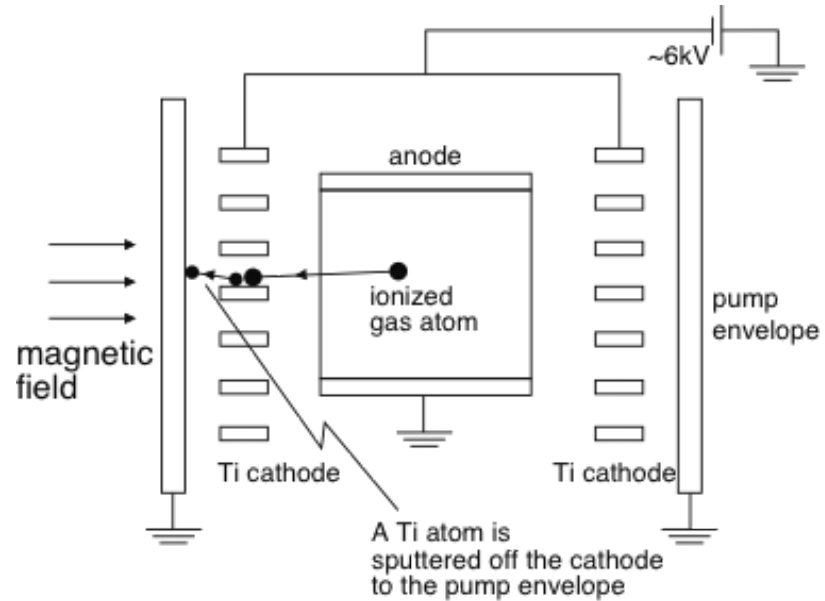 ~6kV
anode
ionized
gas atom
pump
envelope
magnetic
field
Ti cathode
Ti cathode
A Ti atom is
sputtered off the cathode
to the pump envelope